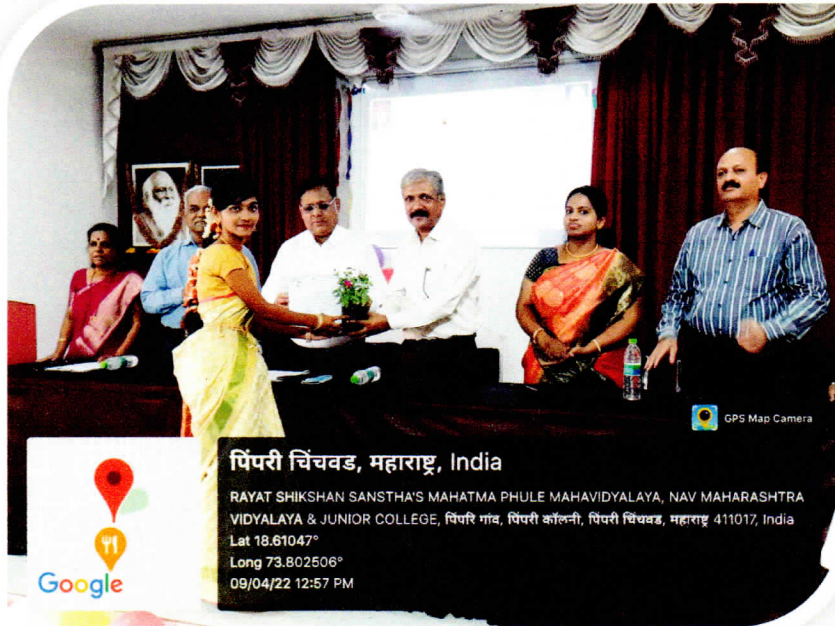 GPS Map Camera
पिंपरी चिंचवड, महाराष्ट्र, India
RAYAT SHIKSHAN SANSTHA'S MAHATMA PHULE MAHAVIDYALAYA, NAV MAHARASHTRA
VIDYALAYA & JUNIOR COLLEGE, पिंपरि गांव, पिंपरी कॉलनी, पिंपरी चिंचवड, महाराष्ट्र 411017, India
Lat 18.61047°
Long 73.802506°
09/04/22 12:57 PM
Google